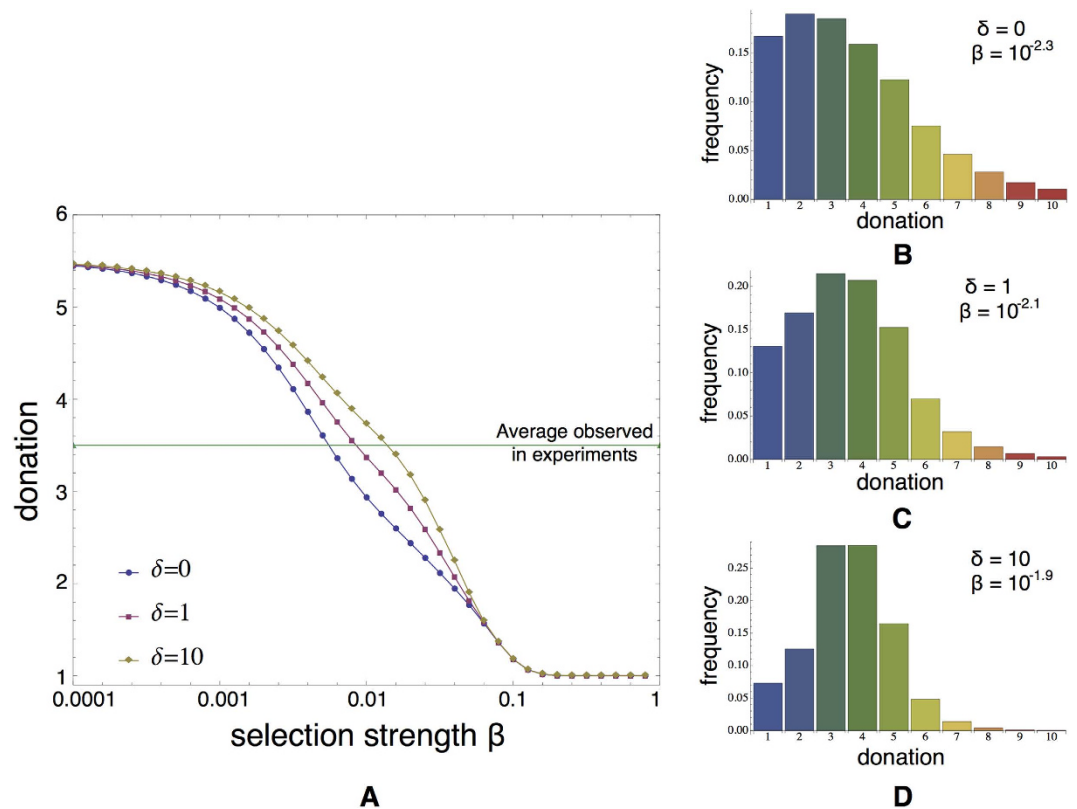 6
5
4
3
2
1
donation
Average observed
in experiments
δ=0
δ=1
δ=10
0.0001
0.001
0.01
0.1
1
selection strength β
A
δ = 0
β = 10-2.3
0.15
0.10
0.05
0.00
frequency
1 2 3 4 5 6 7 8 9 10
donation
B
δ = 1
β = 10-2.1
0.20
0.15
0.10
0.05
0.00
frequency
1 2 3 4 5 6 7 8 9 10
donation
C
δ = 10
β = 10-1.9
0.25
0.20
0.15
0.10
0.05
0.00
frequency
1 2 3 4 5 6 7 8 9 10
donation
D